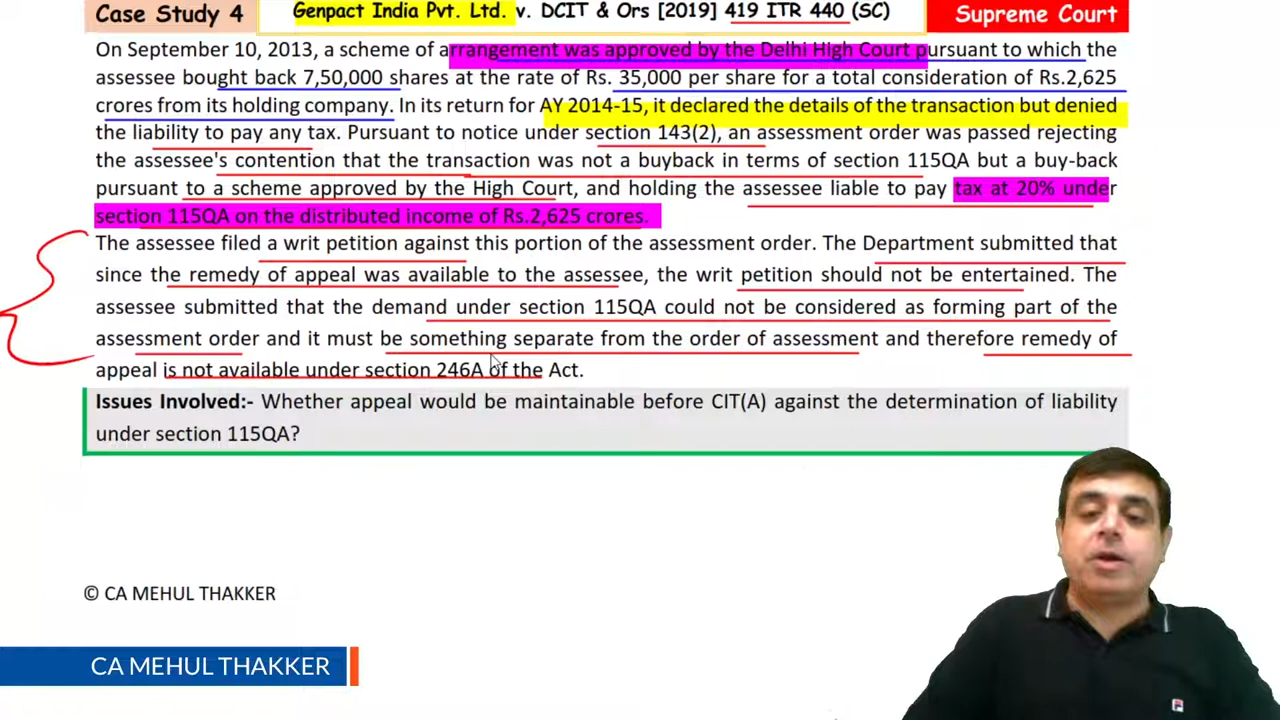 Case Study 4
Genpact India Pvt. Ltd. v. DCIT & Ors [2019] 419 ITR 440 (SC)
Supreme Court
On September 10, 2013, a scheme of arrangement was approved by the Delhi High Court pursuant to which the
assessee bought back 7,50,000 shares at the rate of Rs. 35,000 per share for a total consideration of Rs.2,625
crores from its holding company. In its return for AY 2014-15, it declared the details of the transaction but denied
the liability to pay any tax. Pursuant to notice under section 143(2), an assessment order was passed rejecting
the assessee's contention that the transaction was not a buyback in terms of section 115QA but a buy-back
pursuant to a scheme approved by the High Court, and holding the assessee liable to pay tax at 20% under
section 115QA on the distributed income of Rs.2,625 crores.
The assessee filed a writ petition against this portion of the assessment order. The Department submitted that
since the remedy of appeal was available to the assessee, the writ petition should not be entertained. The
assessee submitted that the demand under section 115QA could not be considered as forming part of the
assessment order and it must be something separate from the order of assessment and therefore remedy of
appeal is not available under section 246A of the Act.
Issues Involved:- Whether appeal would be maintainable before CIT(A) against the determination of liability
under section 115QA?
© CA MEHUL THAKKER
CA MEHUL THAKKER